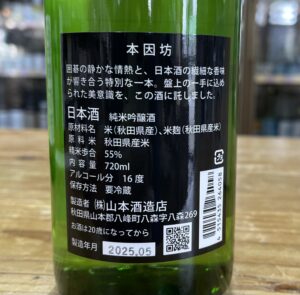 本因坊
囲碁の静かな情熱と、日本酒の繊細な香味
が響き合う特別な一本。盤上の一手に込め
られた美意識を、この酒に託しました。
日本酒 純米吟醸酒
原材料名 米(秋田県産)、米麹(秋田県産)
原料米 秋田県産米
精米歩合 55%
内容量 720ml
アルコール分 16度
保存方法 要冷蔵
製造者 ㈱山本酒造店
秋田県山本郡八峰町八森字八森269
お酒は20歳になってから
製造年月 2025.05
4 515435 264058